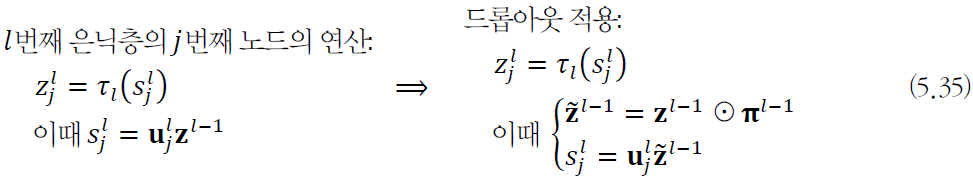 l번째 은닉층의 j번째 노드의 연산:
z_j^l = τ_l(s_j^l)
이때 s_j^l = 𝐮_j^l 𝐳^{l−1}
⟹
드롭아웃 적용:
z_j^l = τ_l(s_j^l)
이때 { 𝐳̃^{l−1} = 𝐳^{l−1} ⊙ 𝛑^{l−1}
s_j^l = 𝐮_j^l 𝐳̃^{l−1}
(5.35)